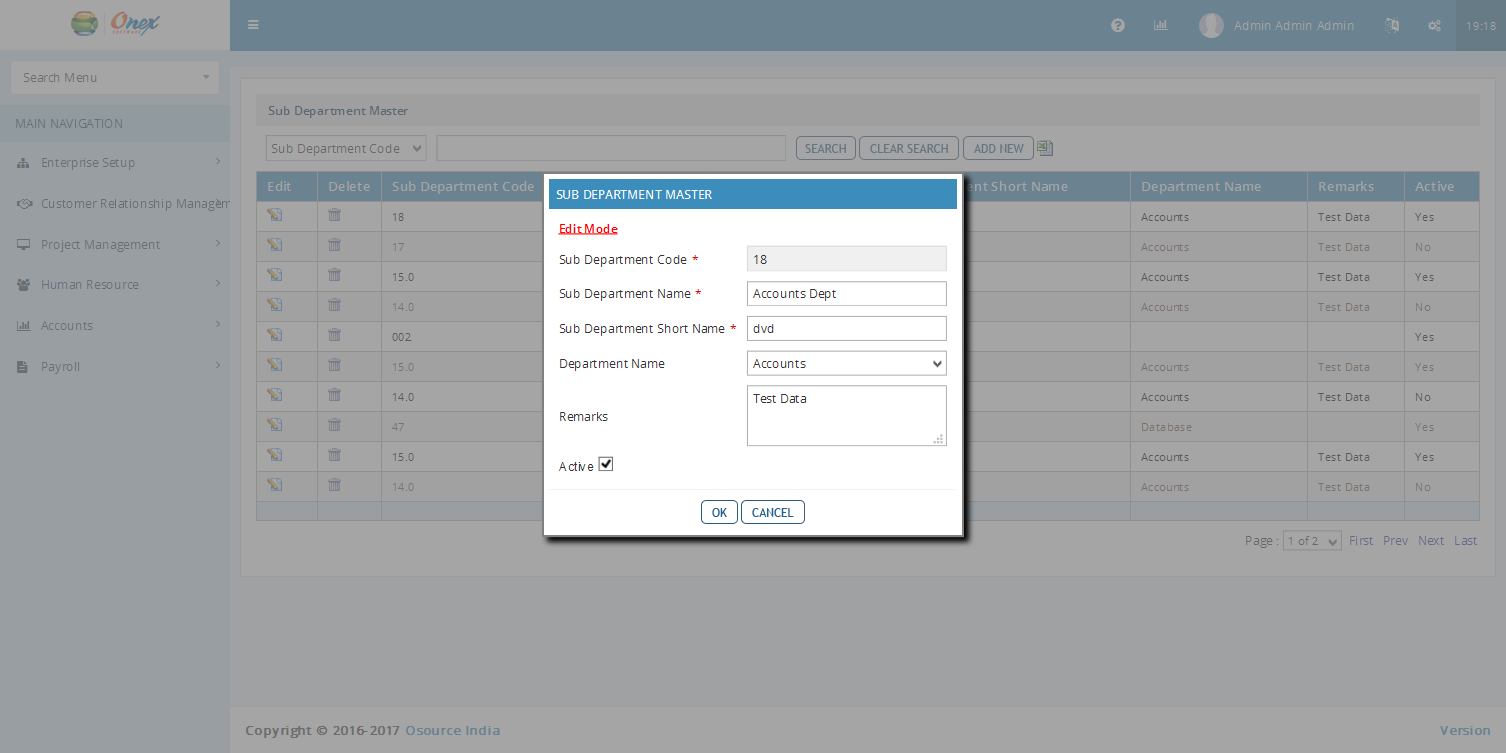 Onex
SOFTWARE
Admin Admin Admin
19:18
Search Menu
MAIN NAVIGATION
Enterprise Setup
Customer Relationship Managem
Project Management
Human Resource
Accounts
Payroll
Sub Department Master
Sub Department Code
SEARCH CLEAR SEARCH ADD NEW
Edit Delete Sub Department Code ent Short Name Department Name Remarks Active
18 Accounts Test Data Yes
17 Accounts Test Data No
15.0 Accounts Test Data Yes
14.0 Accounts Test Data No
002 Yes
15.0 Accounts Test Data Yes
14.0 Accounts Test Data No
47 Database Yes
15.0 Accounts Test Data Yes
14.0 Accounts Test Data No
Page : 1 of 2 First Prev Next Last
SUB DEPARTMENT MASTER
Edit Mode
Sub Department Code * 18
Sub Department Name * Accounts Dept
Sub Department Short Name * dvd
Department Name Accounts
Remarks Test Data
Active
OK CANCEL
Copyright © 2016-2017 Osource India
Version